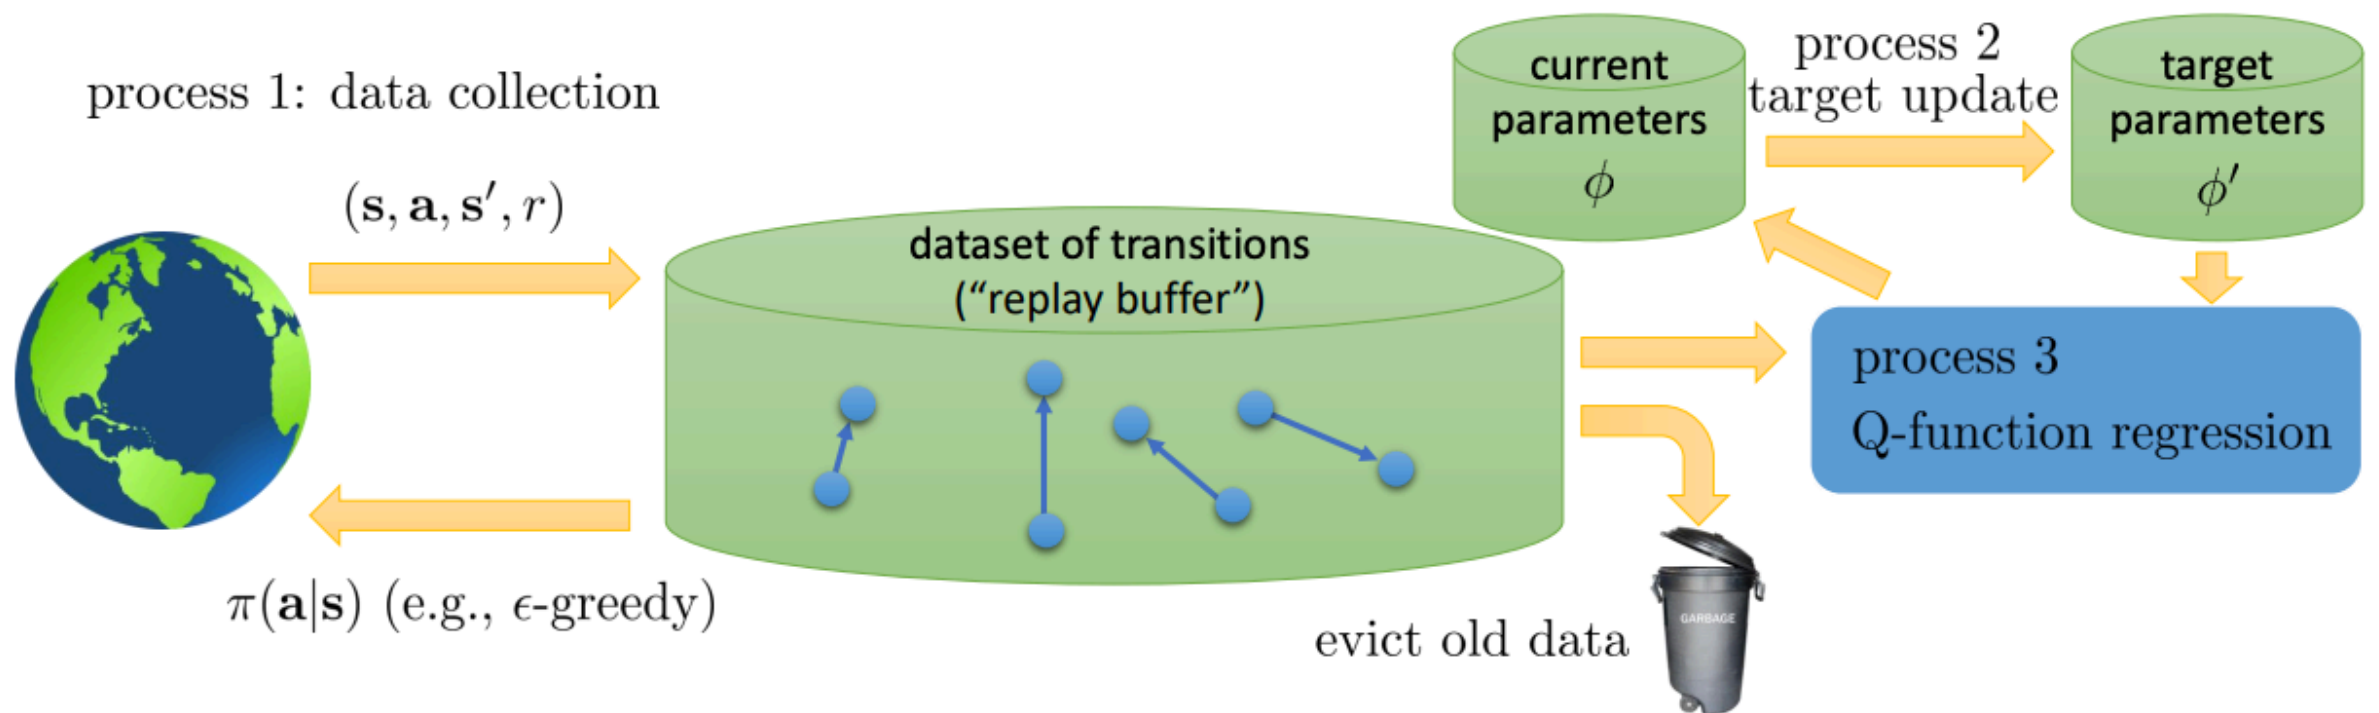 process 1: data collection
(s, a, s′, r)
π(a|s) (e.g., ϵ-greedy)
dataset of transitions
(“replay buffer”)
current
parameters
ϕ
process 2
target update
target
parameters
ϕ′
process 3
Q-function regression
evict old data
GARBAGE